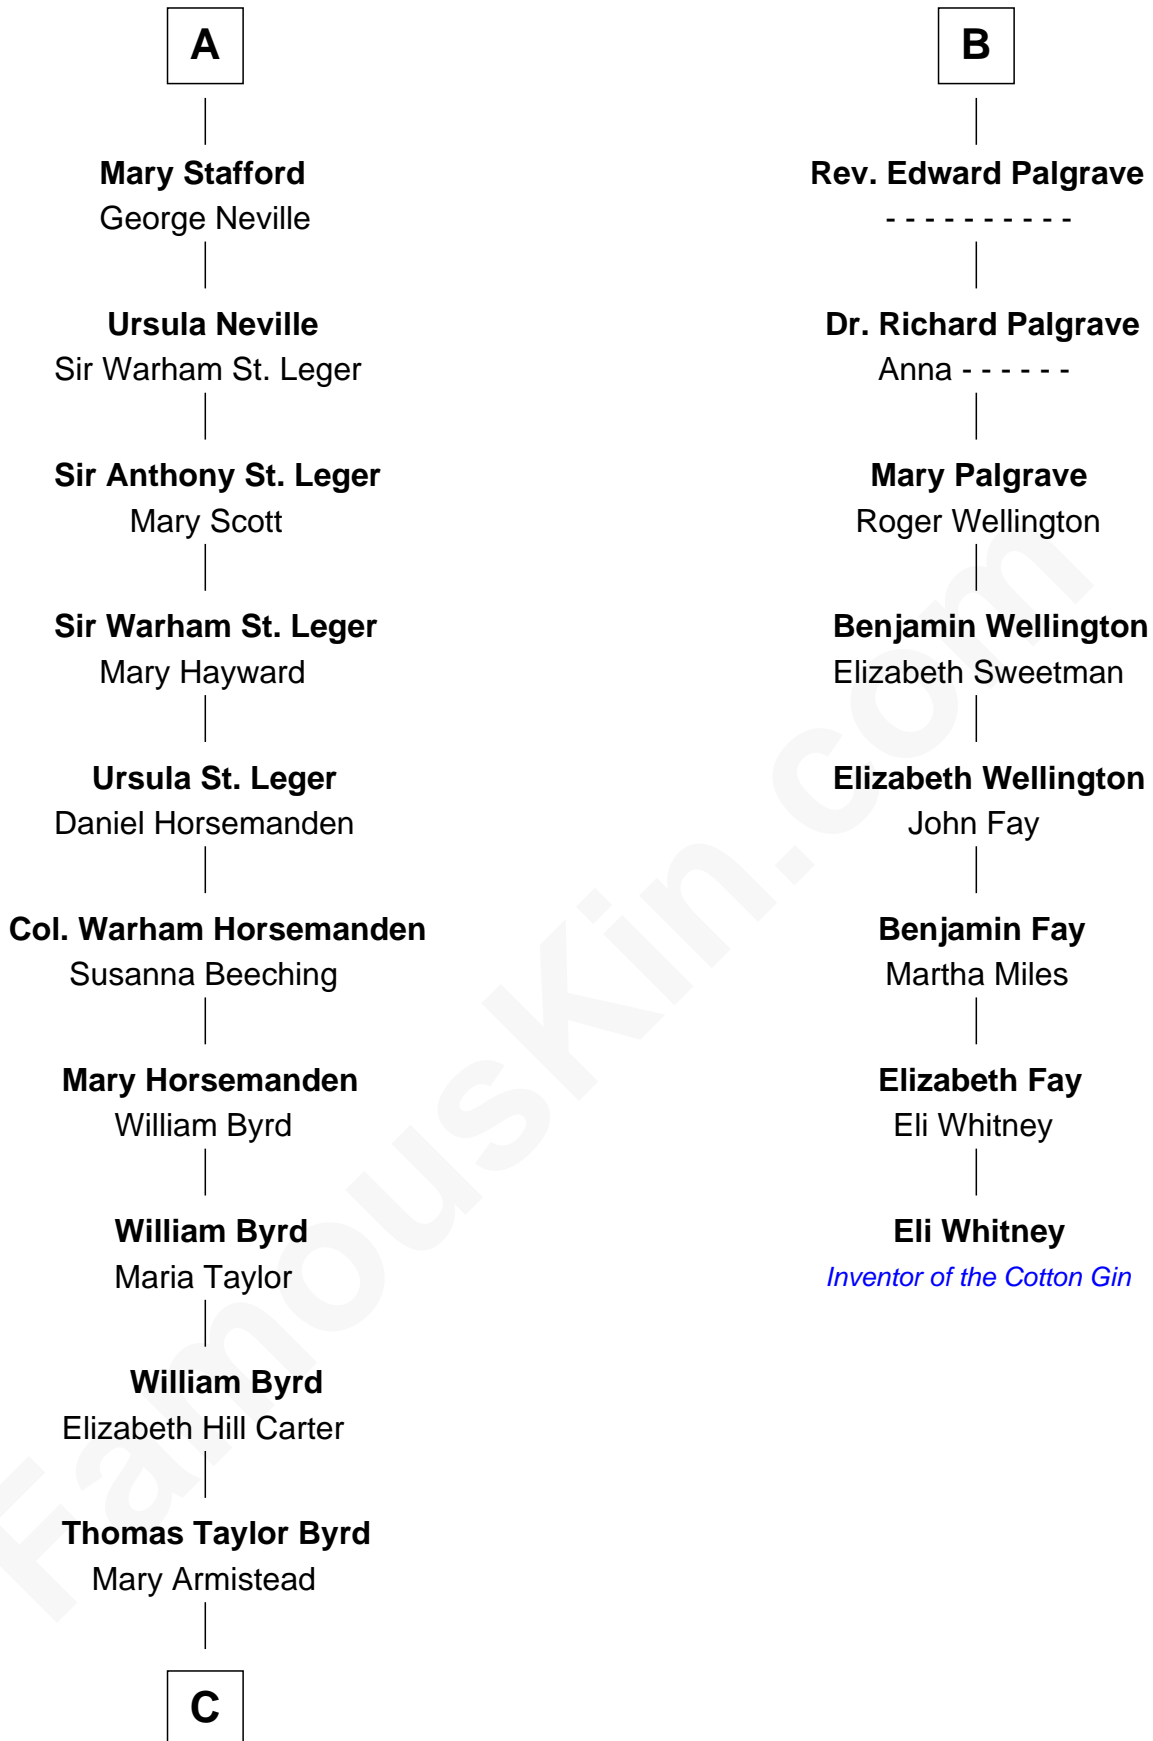 A
Mary Stafford
George Neville
Ursula Neville
Sir Warham St. Leger
Sir Anthony St. Leger
Mary Scott
Sir Warham St. Leger
Mary Hayward
Ursula St. Leger
Daniel Horsemanden
Col. Warham Horsemanden
Susanna Beeching
Mary Horsemanden
William Byrd
William Byrd
Maria Taylor
William Byrd
Elizabeth Hill Carter
Thomas Taylor Byrd
Mary Armistead
C
B
Rev. Edward Palgrave
- - - - - - - - - -
Dr. Richard Palgrave
Anna - - - - - -
Mary Palgrave
Roger Wellington
Benjamin Wellington
Elizabeth Sweetman
Elizabeth Wellington
John Fay
Benjamin Fay
Martha Miles
Elizabeth Fay
Eli Whitney
Eli Whitney
Inventor of the Cotton Gin
FamousKin.com